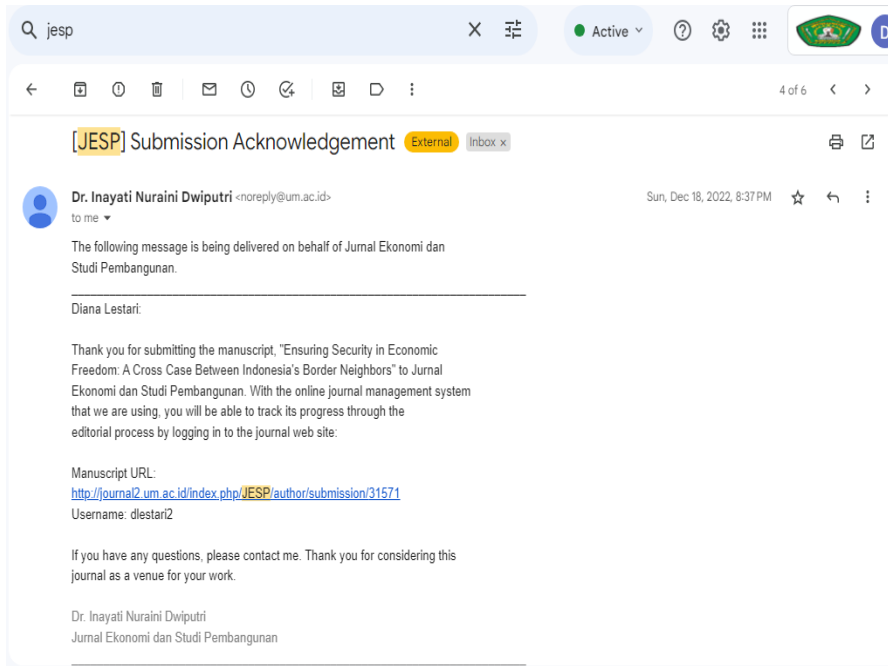 jesp
Active
D
4 of 6
[JESP] Submission Acknowledgement External Inbox x
Dr. Inayati Nuraini Dwiputri <noreply@um.ac.id> Sun, Dec 18, 2022, 8:37 PM
to me
The following message is being delivered on behalf of Jurnal Ekonomi dan
Studi Pembangunan.
Diana Lestari:
Thank you for submitting the manuscript, "Ensuring Security in Economic
Freedom: A Cross Case Between Indonesia's Border Neighbors" to Jurnal
Ekonomi dan Studi Pembangunan. With the online journal management system
that we are using, you will be able to track its progress through the
editorial process by logging in to the journal web site:
Manuscript URL:
http://journal2.um.ac.id/index.php/JESP/author/submission/31571
Username: dlestari2
If you have any questions, please contact me. Thank you for considering this
journal as a venue for your work.
Dr. Inayati Nuraini Dwiputri
Jurnal Ekonomi dan Studi Pembangunan